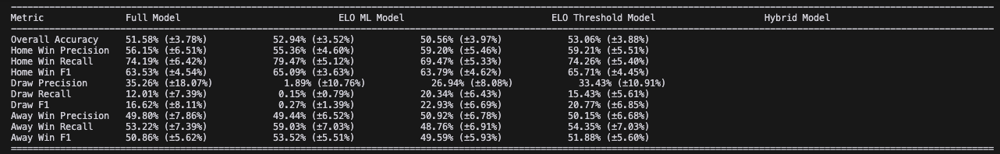 Metric Full Model ELO ML Model ELO Threshold Model Hybrid Model
Overall Accuracy 51.58% (±3.78%) 52.94% (±3.52%) 50.56% (±3.97%) 53.06% (±3.88%)
Home Win Precision 56.15% (±6.51%) 55.36% (±4.60%) 59.20% (±5.46%) 59.21% (±5.51%)
Home Win Recall 74.19% (±6.42%) 79.47% (±5.12%) 69.47% (±5.33%) 74.26% (±5.40%)
Home Win F1 63.53% (±4.54%) 65.09% (±3.63%) 63.79% (±4.62%) 65.71% (±4.45%)
Draw Precision 35.26% (±18.07%) 1.89% (±10.76%) 26.94% (±8.08%) 33.43% (±10.91%)
Draw Recall 12.01% (±7.39%) 0.15% (±0.79%) 20.34% (±6.43%) 15.43% (±5.61%)
Draw F1 16.62% (±8.11%) 0.27% (±1.39%) 22.93% (±6.69%) 20.77% (±6.85%)
Away Win Precision 49.80% (±7.86%) 49.44% (±6.52%) 50.92% (±6.78%) 50.15% (±6.68%)
Away Win Recall 53.22% (±7.39%) 59.03% (±7.03%) 48.76% (±6.91%) 54.35% (±7.03%)
Away Win F1 50.86% (±5.62%) 53.52% (±5.51%) 49.59% (±5.93%) 51.88% (±5.60%)